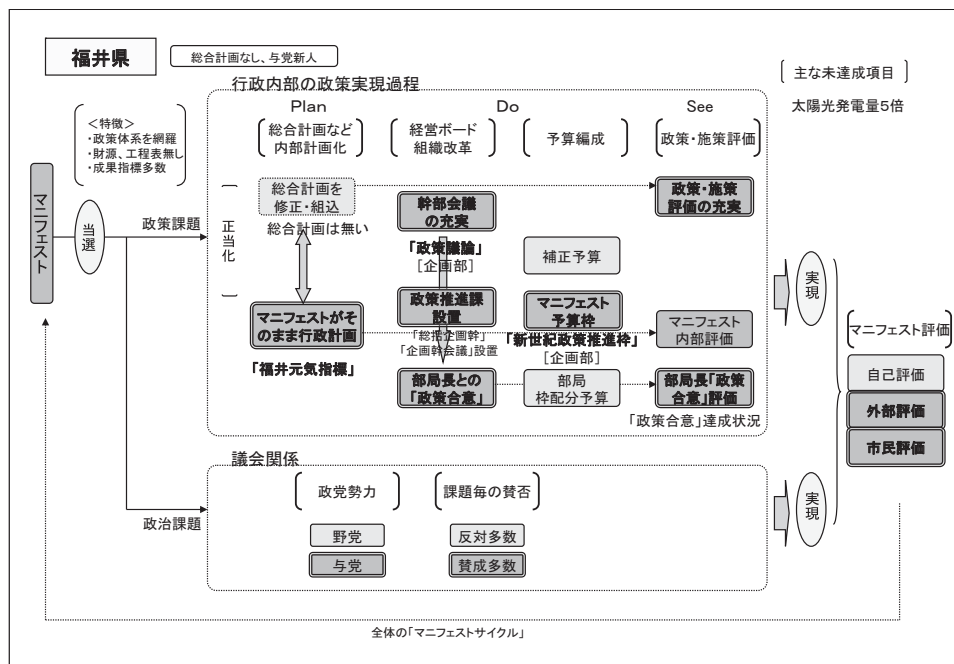 福井県
総合計画なし、与党新人
主な未達成項目
太陽光発電量5倍
行政内部の政策実現過程
Plan
Do
See
<特徴>
・政策体系を網羅
・財源、工程表無し
・成果指標多数
総合計画など
内部計画化
経営ボード
組織改革
予算編成
政策・施策評価
マニフェスト
当選
政策課題
正当化
総合計画を
修正・組込
総合計画は無い
幹部会議
の充実
「政策議論」
[企画部]
政策・施策
評価の充実
補正予算
マニフェストがそ
のまま行政計画
「福井元気指標」
政策推進課
設置
「総括企画幹」
「企画幹会議」設置
マニフェスト
予算枠
「新世紀政策推進枠」
[企画部]
マニフェスト
内部評価
部局長との
「政策合意」
部局
枠配分予算
部局長「政策
合意」評価
「政策合意」達成状況
実現
マニフェスト評価
自己評価
外部評価
市民評価
議会関係
政治課題
政党勢力
課題毎の賛否
野党
反対多数
与党
賛成多数
実現
全体の「マニフェストサイクル」